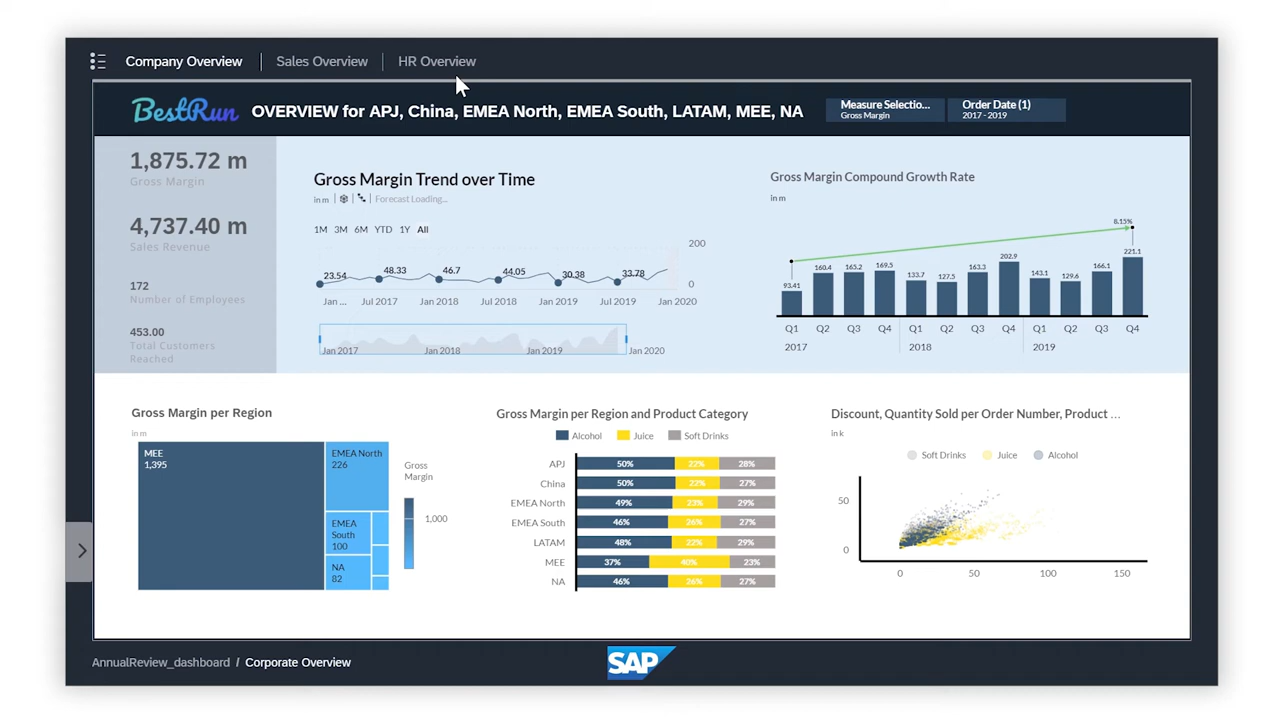 Company Overview
Sales Overview
HR Overview
BestRun
OVERVIEW for APJ, China, EMEA North, EMEA South, LATAM, MEE, NA
Measure Selectio...
Gross Margin
Order Date (1)
2017 - 2019
1,875.72 m
Gross Margin
4,737.40 m
Sales Revenue
172
Number of Employees
453.00
Total Customers
Reached
Gross Margin Trend over Time
in m
Forecast Loading...
1M 3M 6M YTD 1Y All
200
0
23.54 48.33 46.7 44.05 30.38 33.78
Jan ... Jul 2017 Jan 2018 Jul 2018 Jan 2019 Jul 2019 Jan 2020
Jan 2017 Jan 2018 Jan 2019 Jan 2020
Gross Margin Compound Growth Rate
in m
8.15%
93.41 160.4 165.2 169.5 133.7 127.5 163.3 202.9 143.1 129.6 166.1 221.1
Q1 Q2 Q3 Q4 Q1 Q2 Q3 Q4 Q1 Q2 Q3 Q4
2017 2018 2019
Gross Margin per Region
in m
MEE
1,395
EMEA North
226
EMEA
South
100
NA
82
Gross
Margin
1,000
Gross Margin per Region and Product Category
Alcohol Juice Soft Drinks
APJ 50% 22% 28%
China 50% 22% 27%
EMEA North 49% 23% 29%
EMEA South 46% 26% 27%
LATAM 48% 22% 29%
MEE 37% 40% 23%
NA 46% 26% 27%
Discount, Quantity Sold per Order Number, Product ...
in k
Soft Drinks Juice Alcohol
50
0
0 50 100 150
AnnualReview_dashboard / Corporate Overview
SAP